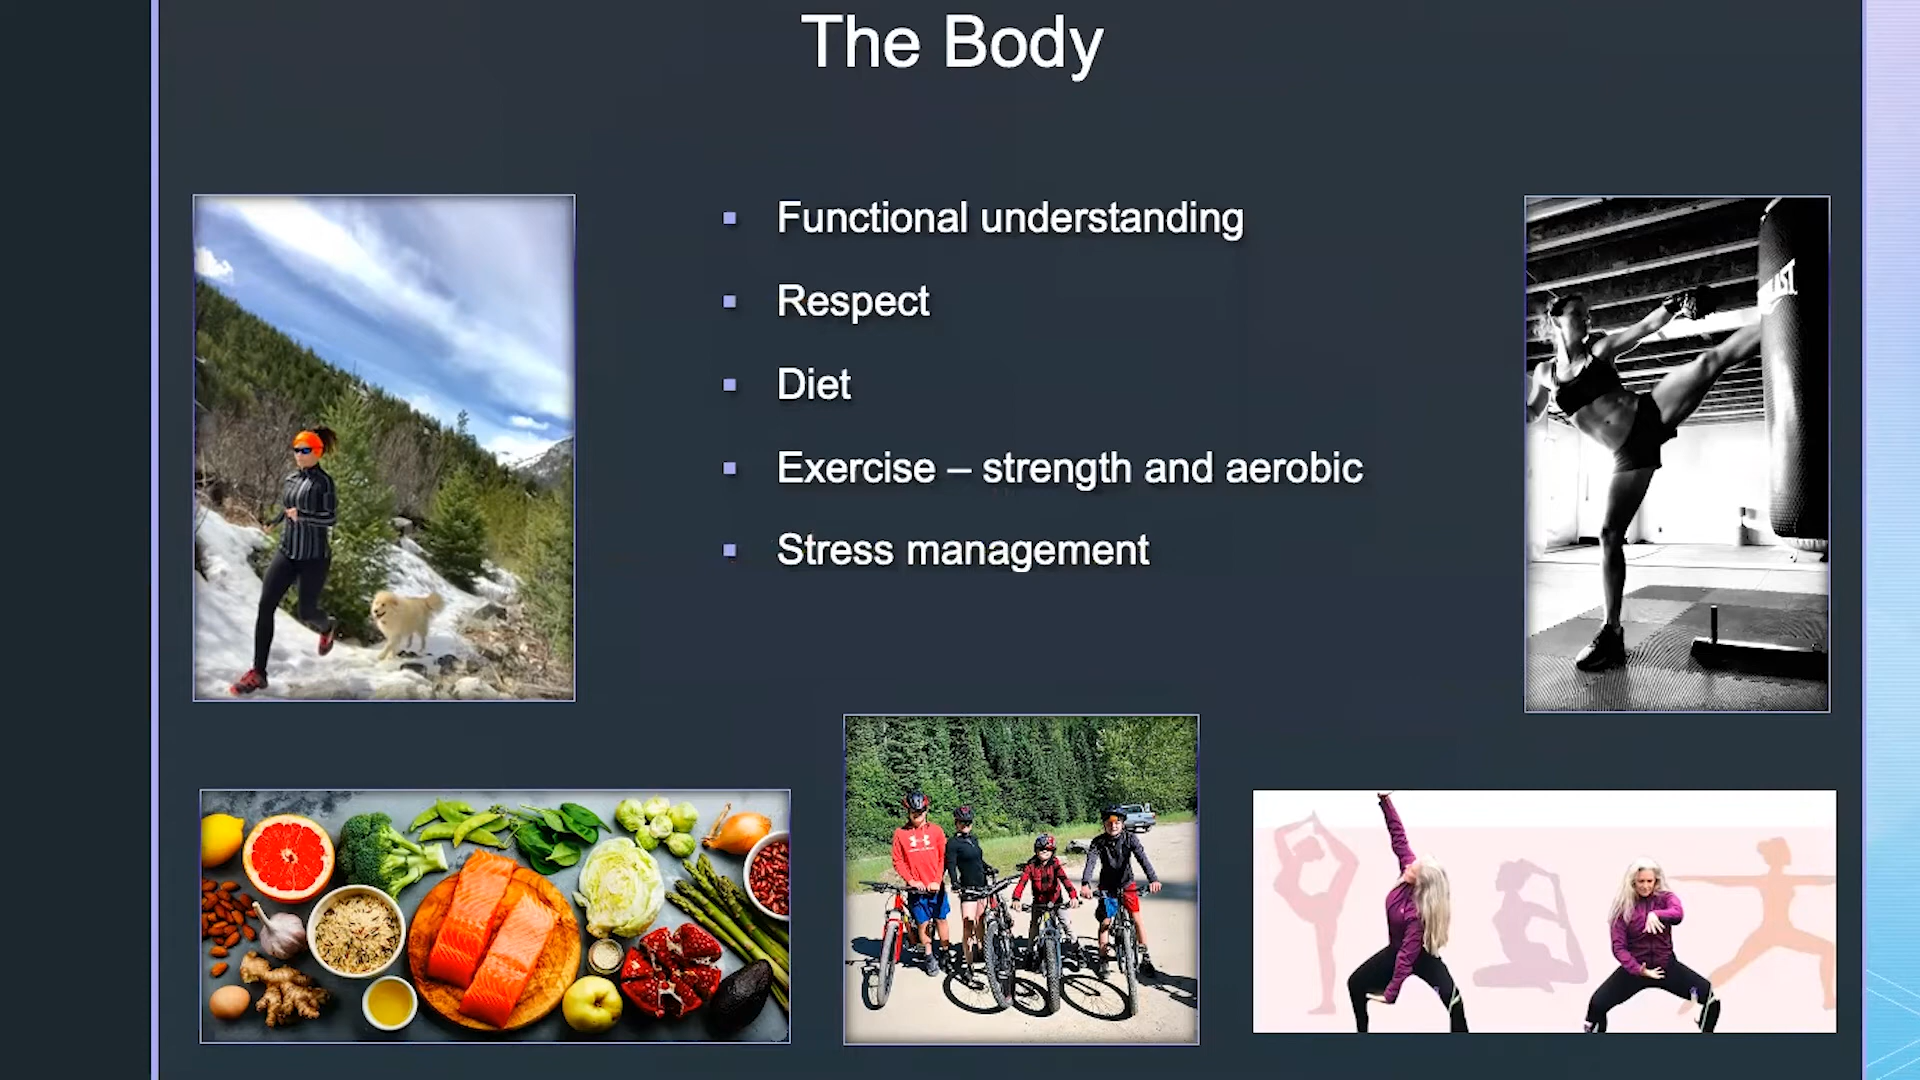 The Body
Functional understanding
Respect
Diet
Exercise – strength and aerobic
Stress management